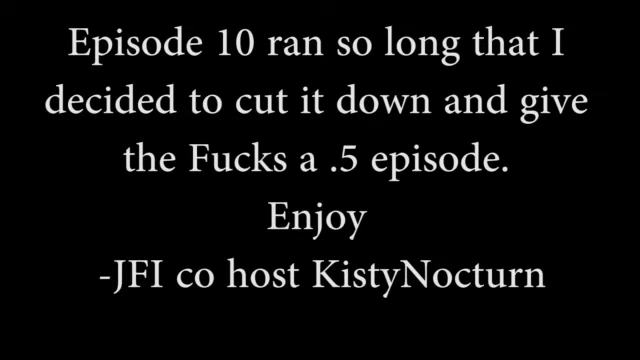 Episode 10 ran so long that I
decided to cut it down and give
the Fucks a .5 episode.
Enjoy
-JFI co host KistyNocturn